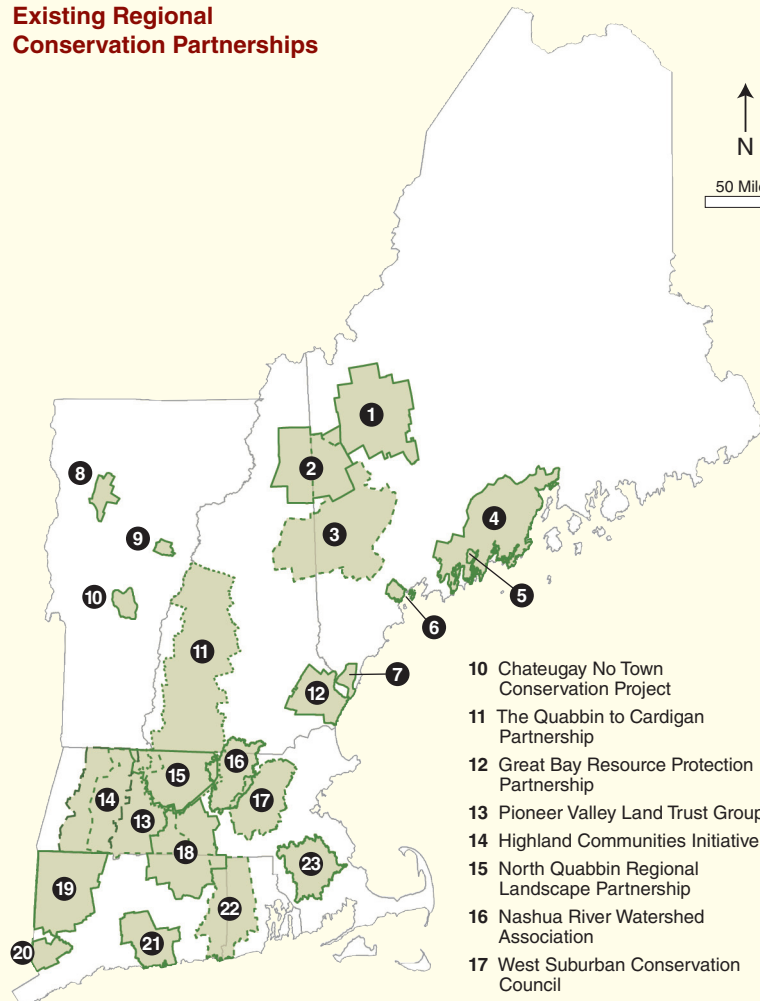 Existing Regional
Conservation Partnerships
N
50 Mil
1
2
3
4
5
6
7
8
9
10
11
12
13
14
15
16
17
18
19
20
21
22
23
10 Chateugay No Town
Conservation Project
11 The Quabbin to Cardigan
Partnership
12 Great Bay Resource Protection
Partnership
13 Pioneer Valley Land Trust Group
14 Highland Communities Initiative
15 North Quabbin Regional
Landscape Partnership
16 Nashua River Watershed
Association
17 West Suburban Conservation
Council